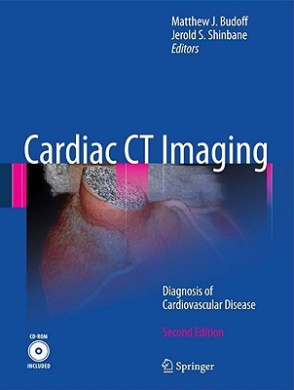 Matthew J. Budoff
Jerold S. Shinbane
Editors
Cardiac CT Imaging
Diagnosis of
Cardiovascular Disease
Second Edition
CD-ROM
INCLUDED
Springer